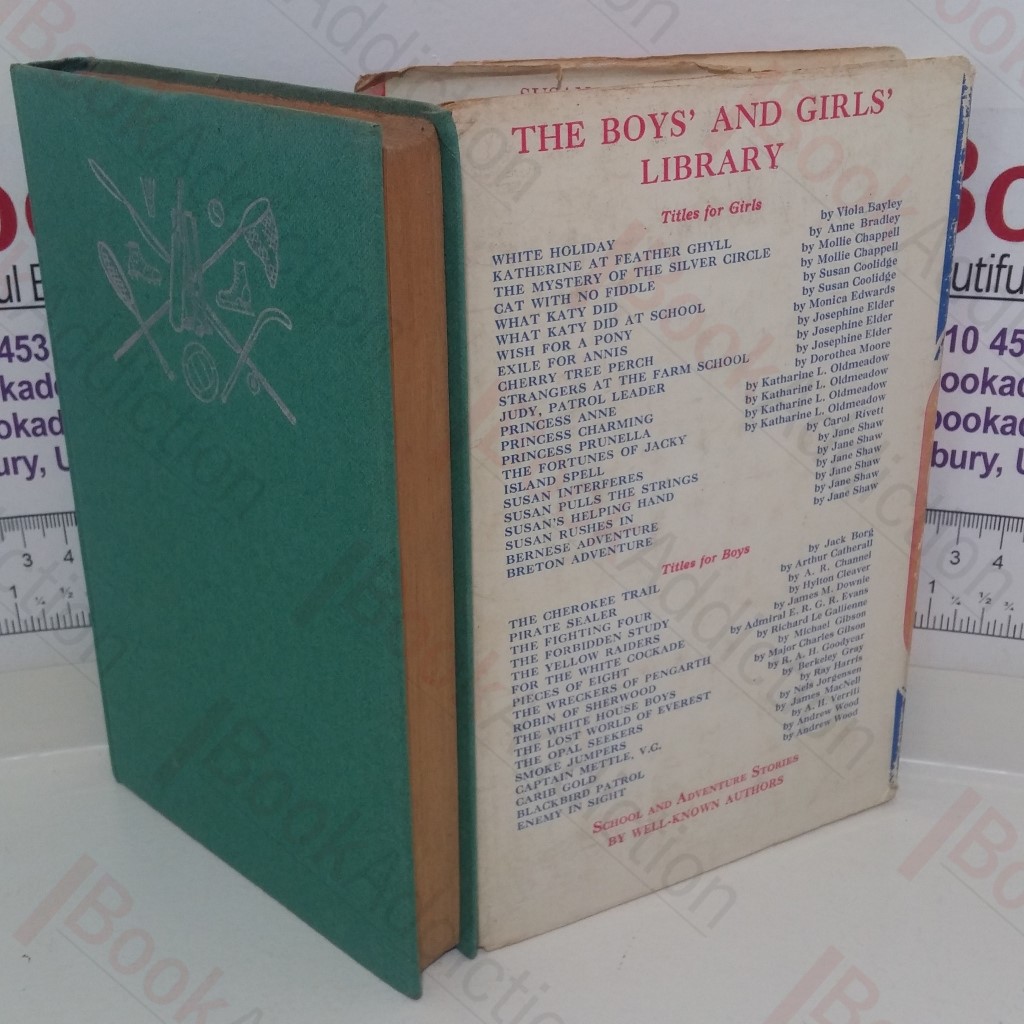 THE BOYS' AND GIRLS'
LIBRARY
Titles for Girls
WHITE HOLIDAY by Viola Bayley
KATHERINE AT FEATHER GHYLL by Anne Bradley
THE MYSTERY OF THE SILVER CIRCLE by Mollie Chappell
CAT WITH NO FIDDLE by Mollie Chappell
WHAT KATY DID by Susan Coolidge
WHAT KATY DID AT SCHOOL by Susan Coolidge
WISH FOR A PONY by Monica Edwards
EXILE FOR ANNIS by Josephine Elder
CHERRY TREE PERCH by Josephine Elder
STRANGERS AT THE FARM SCHOOL by Josephine Elder
JUDY, PATROL LEADER by Dorothea Moore
PRINCESS ANNE by Katharine L. Oldmeadow
PRINCESS CHARMING by Katharine L. Oldmeadow
PRINCESS PRUNELLA by Katharine L. Oldmeadow
THE FORTUNES OF JACKY by Katharine L. Oldmeadow
ISLAND SPELL by Carol Rivett
SUSAN INTERFERES by Jane Shaw
SUSAN PULLS THE STRINGS by Jane Shaw
SUSAN'S HELPING HAND by Jane Shaw
SUSAN RUSHES IN by Jane Shaw
BERNESE ADVENTURE by Jane Shaw
BRETON ADVENTURE by Jane Shaw
Titles for Boys
THE CHEROKEE TRAIL by Jack Borg
PIRATE SEALER by Arthur Catherall
THE FIGHTING FOUR by A. R. Channel
THE FORBIDDEN STUDY by Hylton Cleaver
THE YELLOW RAIDERS by James M. Downie
FOR THE WHITE COCKADE by Admiral E. R. G. R. Evans
PIECES OF EIGHT by Richard Le Gallienne
THE WRECKERS OF PENGARTH by Michael Gibson
ROBIN OF SHERWOOD by Major Charles Gilson
THE WHITE HOUSE BOYS by R. A. H. Goodyear
THE LOST WORLD OF EVEREST by Berkeley Gray
THE OPAL SEEKERS by Ray Harris
SMOKE JUMPERS by Nels Jorgensen
CAPTAIN METTLE, V.C. by James MacNell
CARIB GOLD by A. H. Verrill
BLACKBIRD PATROL by Andrew Wood
ENEMY IN SIGHT by Andrew Wood
SCHOOL AND ADVENTURE STORIES
BY WELL-KNOWN AUTHORS